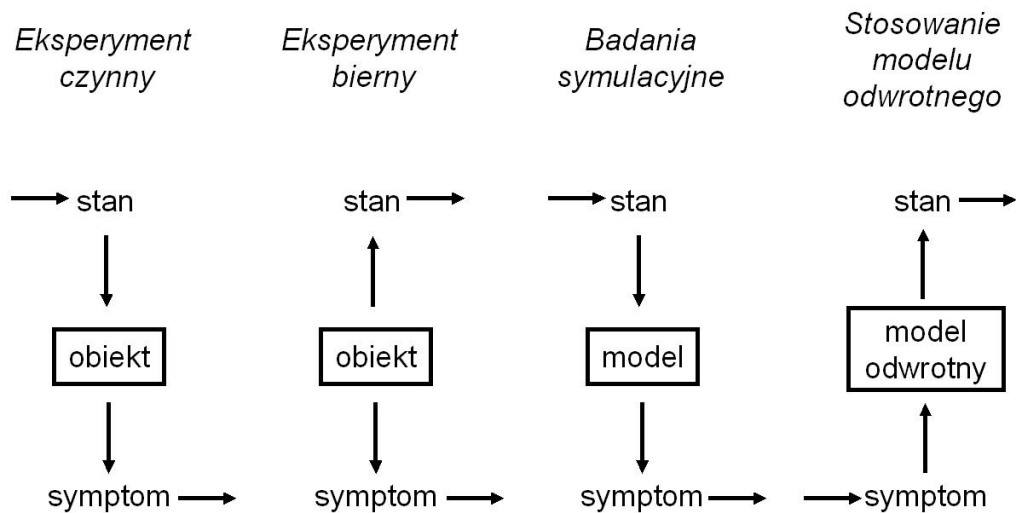 Eksperyment
czynny
stan
obiekt
symptom
Eksperyment
bierny
stan
obiekt
symptom
Badania
symulacyjne
stan
model
symptom
Stosowanie
modelu
odwrotnego
stan
model
odwrotny
symptom